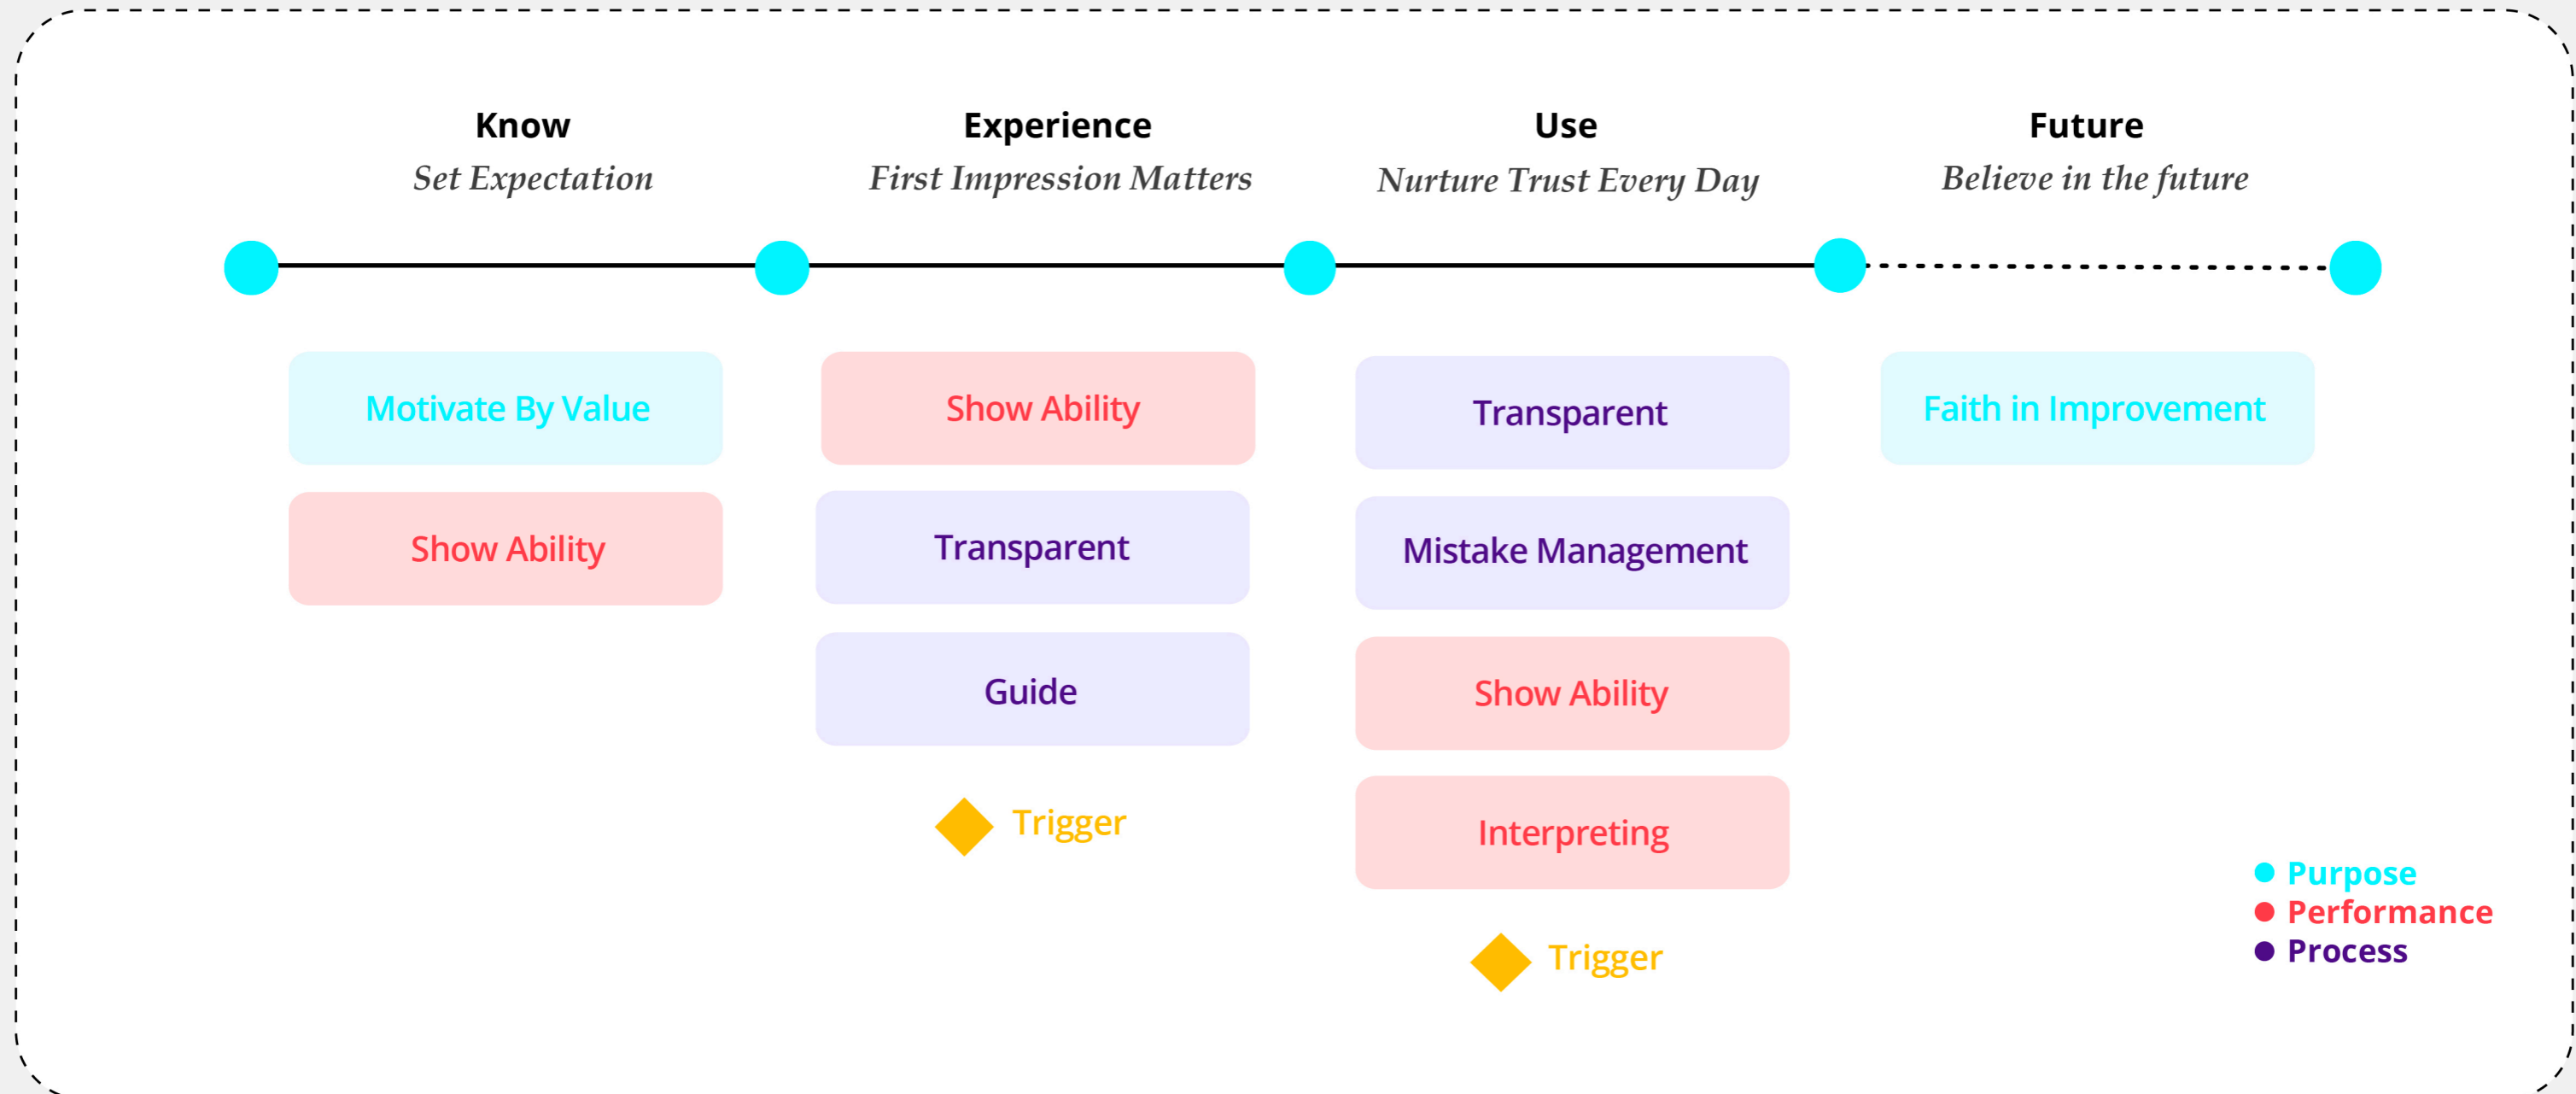 Know
Set Expectation
Experience
First Impression Matters
Use
Nurture Trust Every Day
Future
Believe in the future
Motivate By Value
Show Ability
Show Ability
Transparent
Guide
Trigger
Transparent
Mistake Management
Show Ability
Interpreting
Trigger
Faith in Improvement
Purpose
Performance
Process